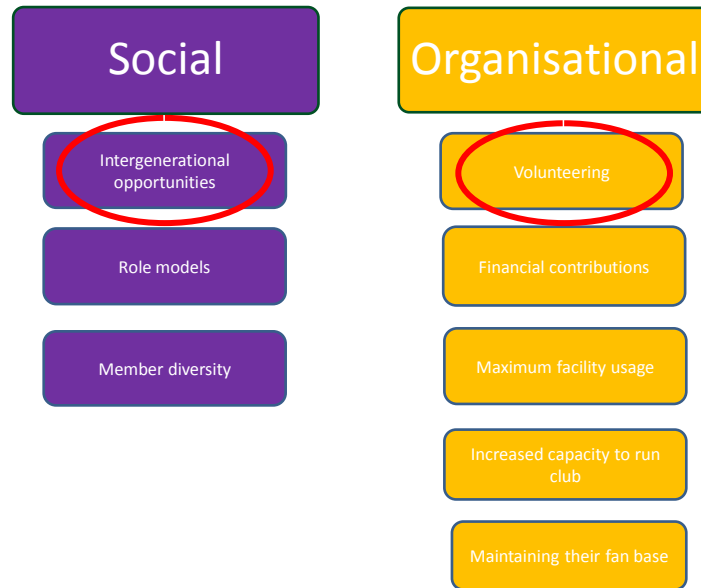 Social
Intergenerational
opportunities
Role models
Member diversity
Organisational
Volunteering
Financial contributions
Maximum facility usage
Increased capacity to run
club
Maintaining their fan base